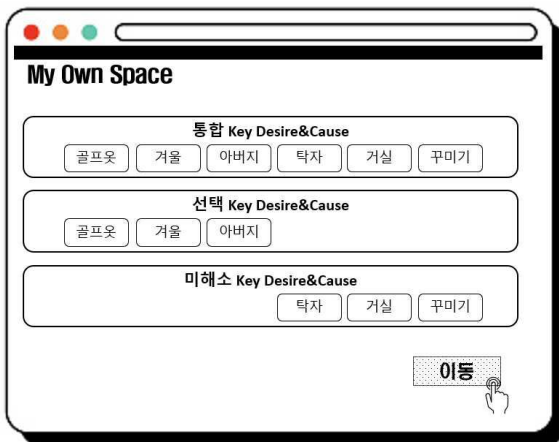 My Own Space
통합 Key Desire&Cause
골프옷 겨울 아버지 탁자 거실 꾸미기
선택 Key Desire&Cause
골프옷 겨울 아버지
미해소 Key Desire&Cause
탁자 거실 꾸미기
이동